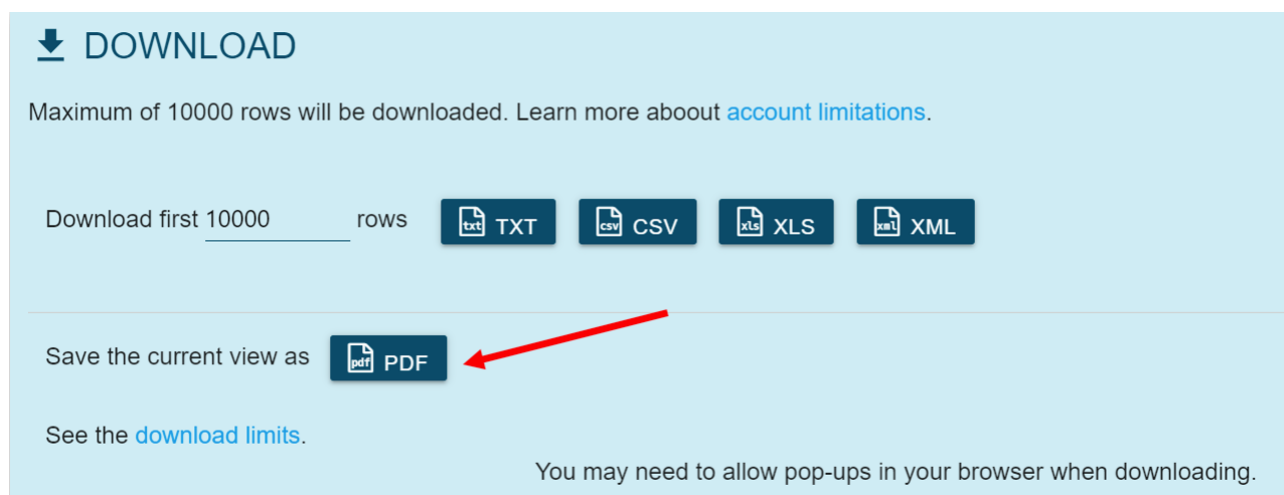 DOWNLOAD
Maximum of 10000 rows will be downloaded. Learn more aboout account limitations.
Download first 10000 rows txt TXT csv CSV xls XLS xml XML
Save the current view as pdf PDF
See the download limits.
You may need to allow pop-ups in your browser when downloading.